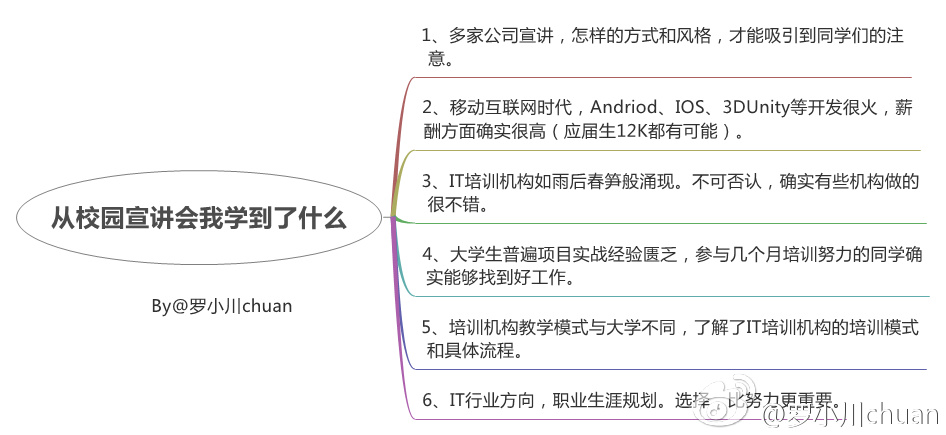 1、多家公司宣讲，怎样的方式和风格，才能吸引到同学们的注
意。
2、移动互联网时代，Andriod、IOS、3DUnity等开发很火，薪
酬方面确实很高（应届生12K都有可能）。
3、IT培训机构如雨后春笋般涌现。不可否认，确实有些机构做的
很不错。
从校园宣讲会我学到了什么
4、大学生普遍项目实战经验匮乏，参与几个月培训努力的同学确
实能够找到好工作。
By@罗小川chuan
5、培训机构教学模式与大学不同，了解了IT培训机构的培训模式
和具体流程。
6、IT行业方向，职业生涯规划。选择，比努力更重要。
@罗小川chuan